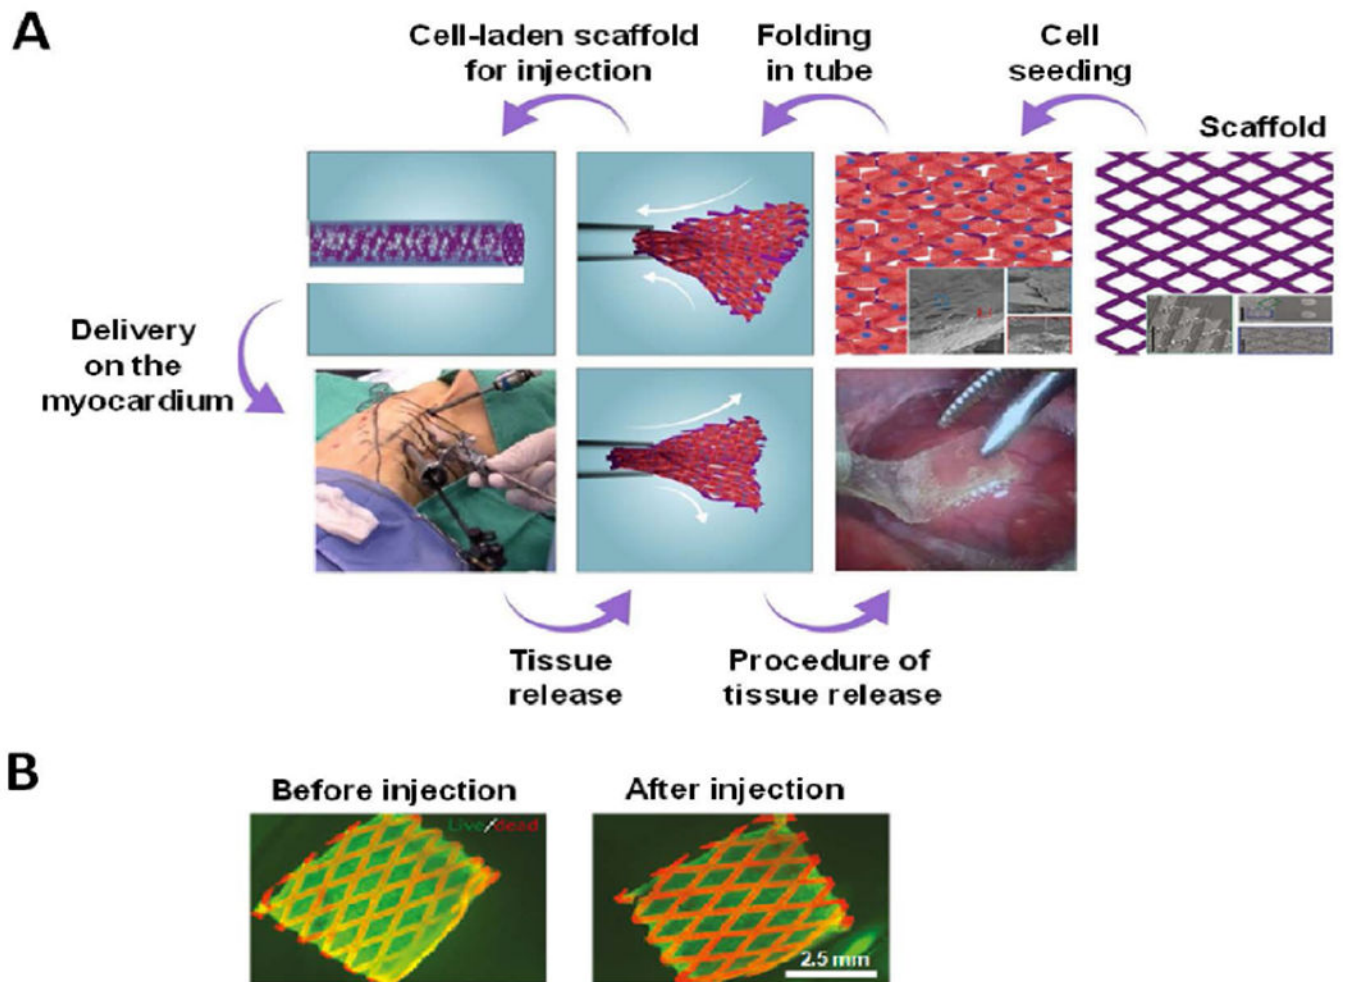 A
Cell-laden scaffold
for injection
Folding
in tube
Cell
seeding
Scaffold
Delivery
on the
myocardium
Tissue
release
Procedure of
tissue release
B
Before injection
After injection
Live/dead
2.5 mm